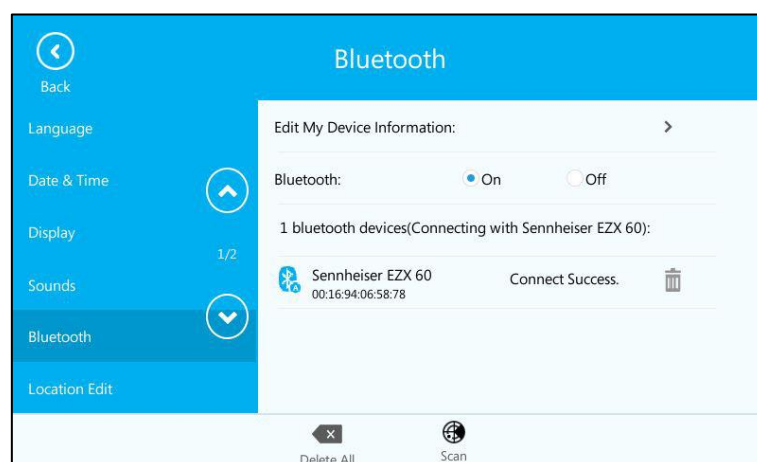 Bluetooth
Back
Language
Date & Time
Display
1/2
Sounds
Bluetooth
Location Edit
Edit My Device Information:
Bluetooth: On Off
1 bluetooth devices(Connecting with Sennheiser EZX 60):
Sennheiser EZX 60 Connect Success.
00:16:94:06:58:78
Delete All Scan